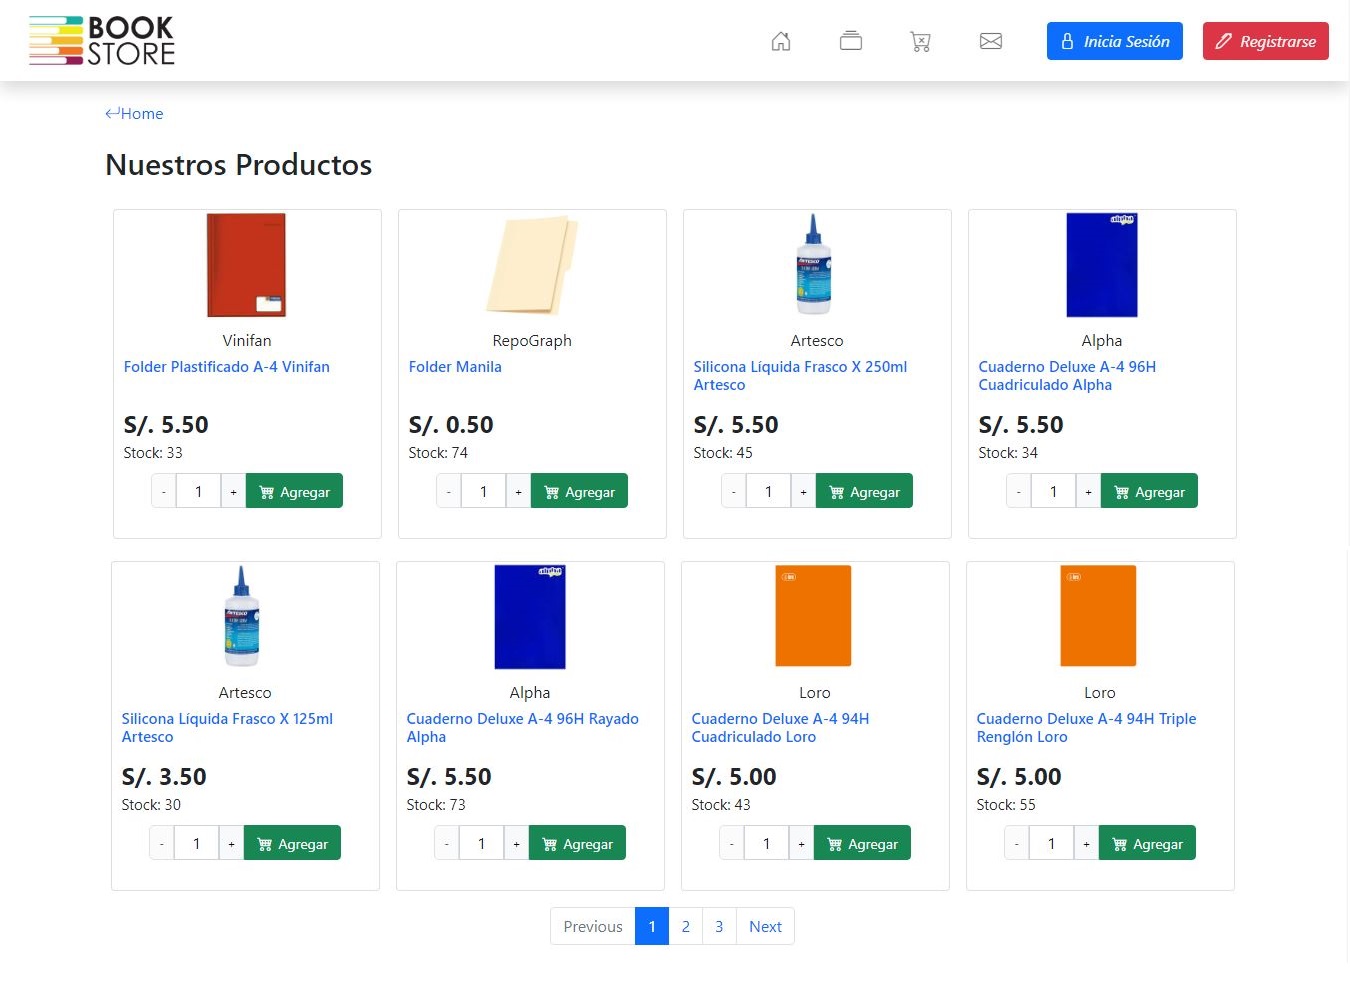 BOOK
STORE
Inicia Sesión
Registrarse
Home
Nuestros Productos
Vinifan
Folder Plastificado A-4 Vinifan
S/. 5.50
Stock: 33
- 1 + Agregar
RepoGraph
Folder Manila
S/. 0.50
Stock: 74
- 1 + Agregar
ARTESCO
Artesco
Silicona Líquida Frasco X 250ml
Artesco
S/. 5.50
Stock: 45
- 1 + Agregar
alpha
Alpha
Cuaderno Deluxe A-4 96H
Cuadriculado Alpha
S/. 5.50
Stock: 34
- 1 + Agregar
ARTESCO
Artesco
Silicona Líquida Frasco X 125ml
Artesco
S/. 3.50
Stock: 30
- 1 + Agregar
alpha
Alpha
Cuaderno Deluxe A-4 96H Rayado
Alpha
S/. 5.50
Stock: 73
- 1 + Agregar
Loro
Cuaderno Deluxe A-4 94H
Cuadriculado Loro
S/. 5.00
Stock: 43
- 1 + Agregar
Loro
Cuaderno Deluxe A-4 94H Triple
Renglón Loro
S/. 5.00
Stock: 55
- 1 + Agregar
Previous 1 2 3 Next